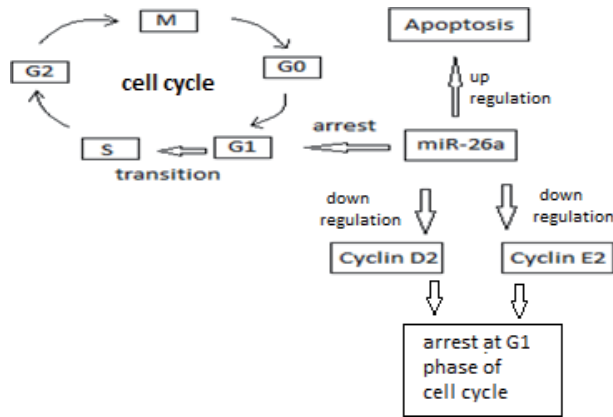 M
Apoptosis
G2
G0
cell cycle
up
regulation
arrest
S
G1
miR-26a
transition
down
regulation
down
regulation
Cyclin D2
Cyclin E2
arrest at G1
phase of
cell cycle